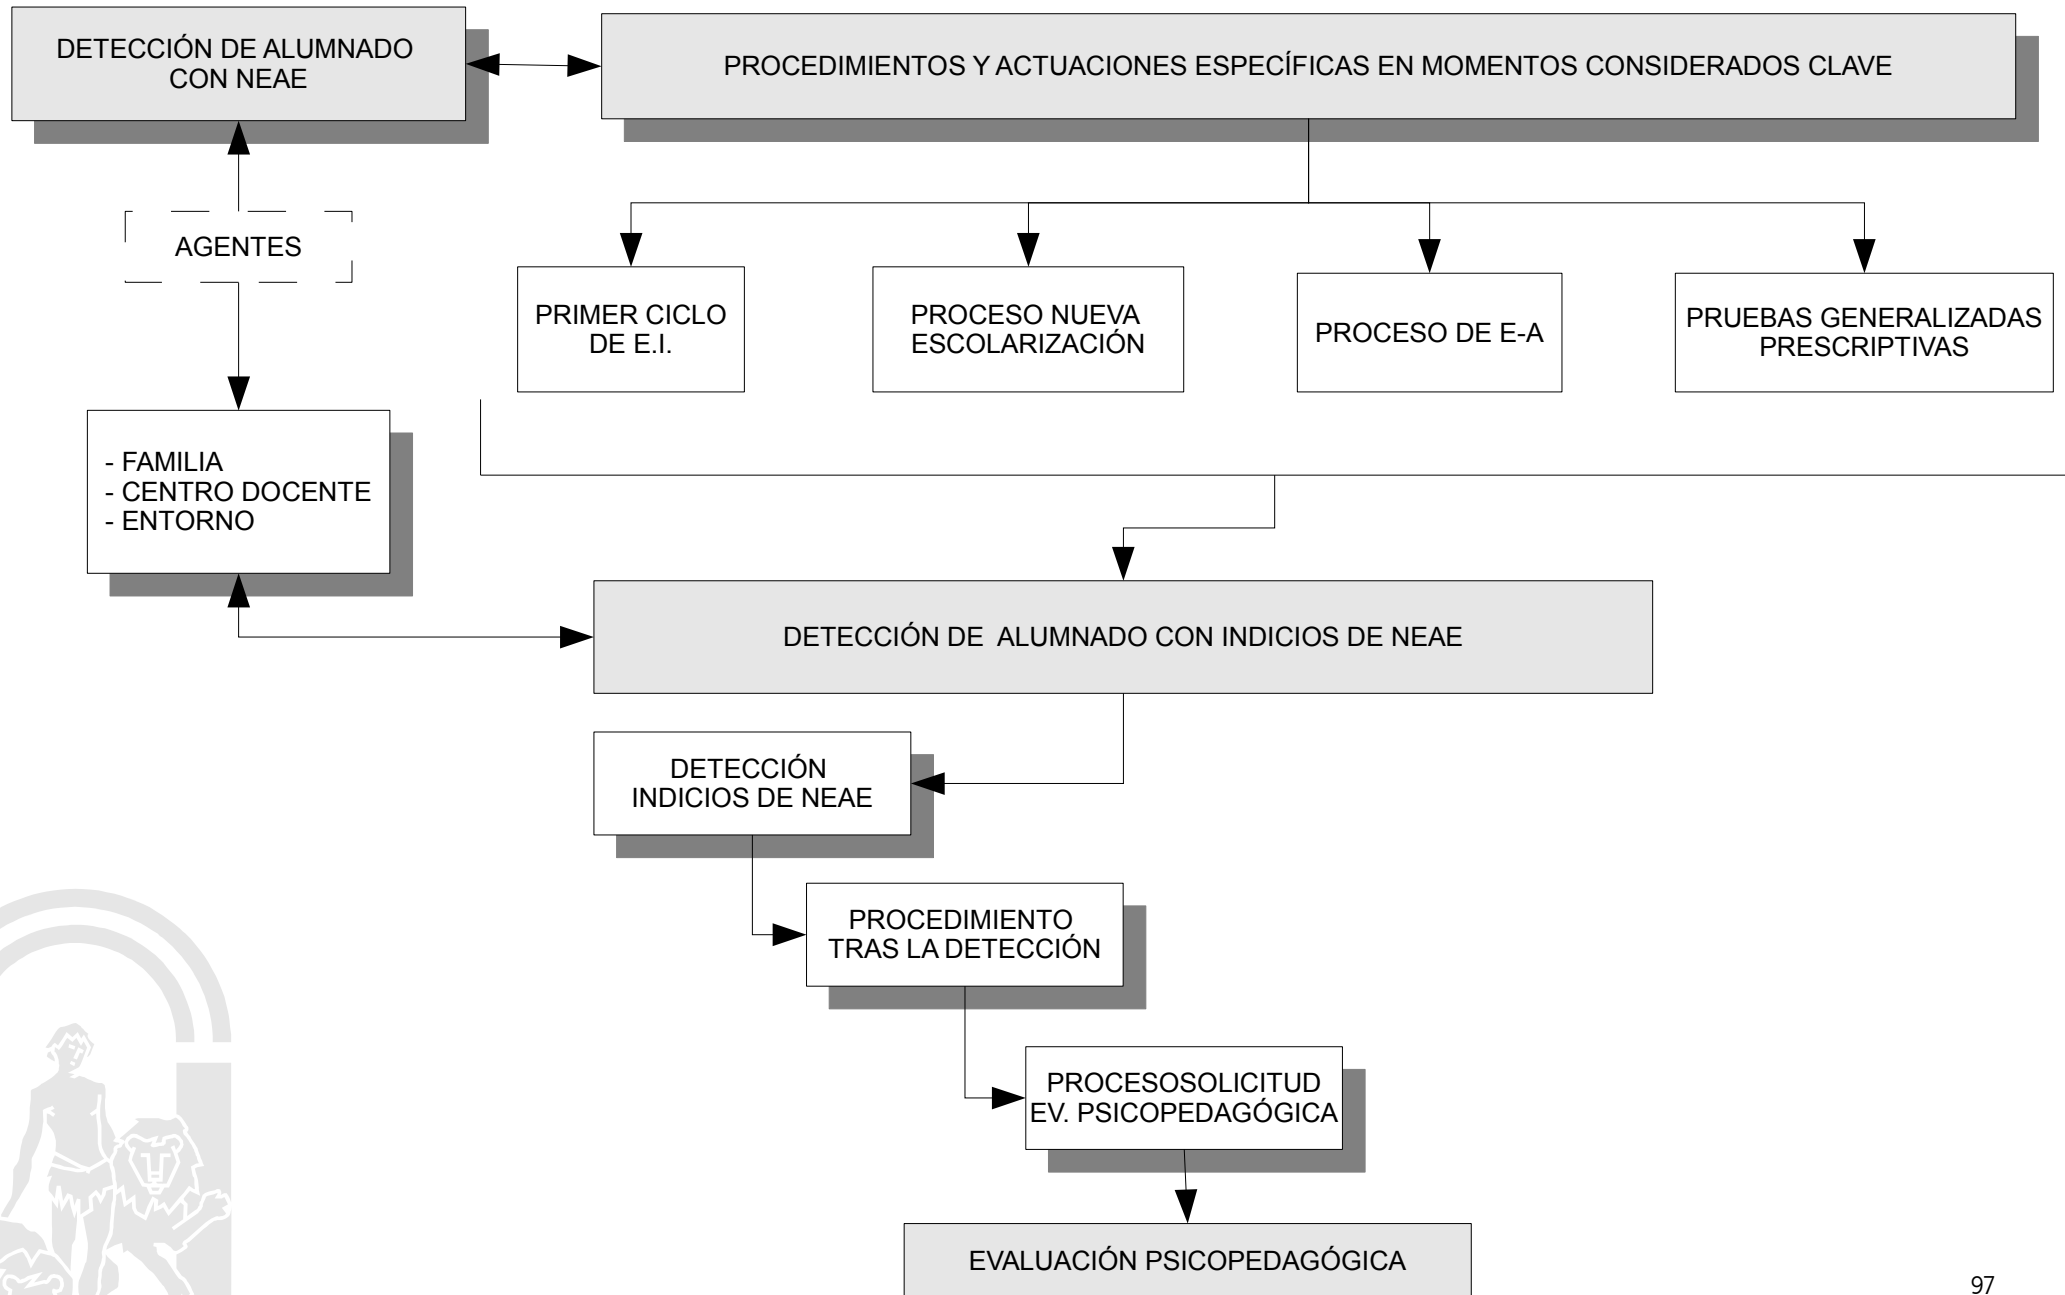 DETECCIÓN DE ALUMNADO
CON NEAE
PROCEDIMIENTOS Y ACTUACIONES ESPECÍFICAS EN MOMENTOS CONSIDERADOS CLAVE
AGENTES
PRIMER CICLO
DE E.I.
PROCESO NUEVA
ESCOLARIZACIÓN
PROCESO DE E-A
PRUEBAS GENERALIZADAS
PRESCRIPTIVAS
- FAMILIA
- CENTRO DOCENTE
- ENTORNO
DETECCIÓN DE ALUMNADO CON INDICIOS DE NEAE
DETECCIÓN
INDICIOS DE NEAE
PROCEDIMIENTO
TRAS LA DETECCIÓN
PROCESOSOLICITUD
EV. PSICOPEDAGÓGICA
EVALUACIÓN PSICOPEDAGÓGICA
97